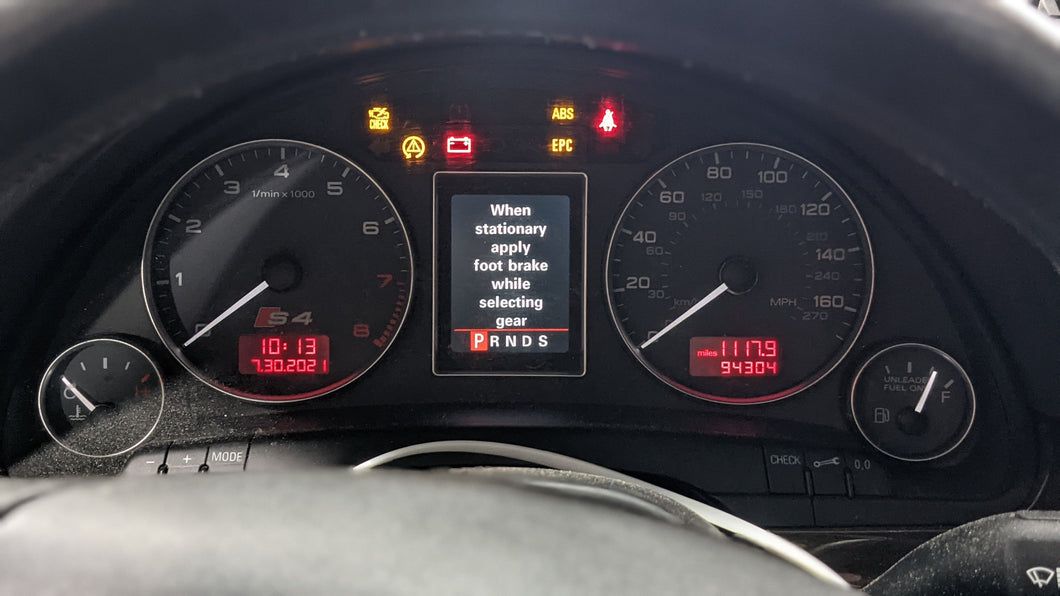 CHECK
ABS
EPC
1/min x 1000
0
1
2
3
4
5
6
7
8
S4
10:13
7.30.2021
When
stationary
apply
foot brake
while
selecting
gear
P R N D S
0
20
40
60
80
100
120
140
160
30
60
90
120
150
180
210
240
270
km/h
MPH
miles 1117.9
94304
UNLEADED
FUEL ONLY
F
- + MODE
CHECK
0,0